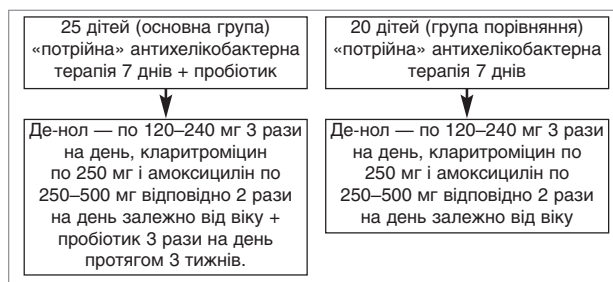 25 дітей (основна група)
«потрійна» антихелікобактерна
терапія 7 днів + пробіотик
20 дітей (група порівняння)
«потрійна» антихелікобактерна
терапія 7 днів
Де-нол — по 120–240 мг 3 рази
на день, кларитроміцин
по 250 мг і амоксицилін по
250–500 мг відповідно 2 рази
на день залежно від віку +
пробіотик 3 рази на день
протягом 3 тижнів.
Де-нол — по 120–240 мг 3 рази
на день, кларитроміцин по
250 мг і амоксицилін по
250–500 мг відповідно 2 рази
на день залежно від віку